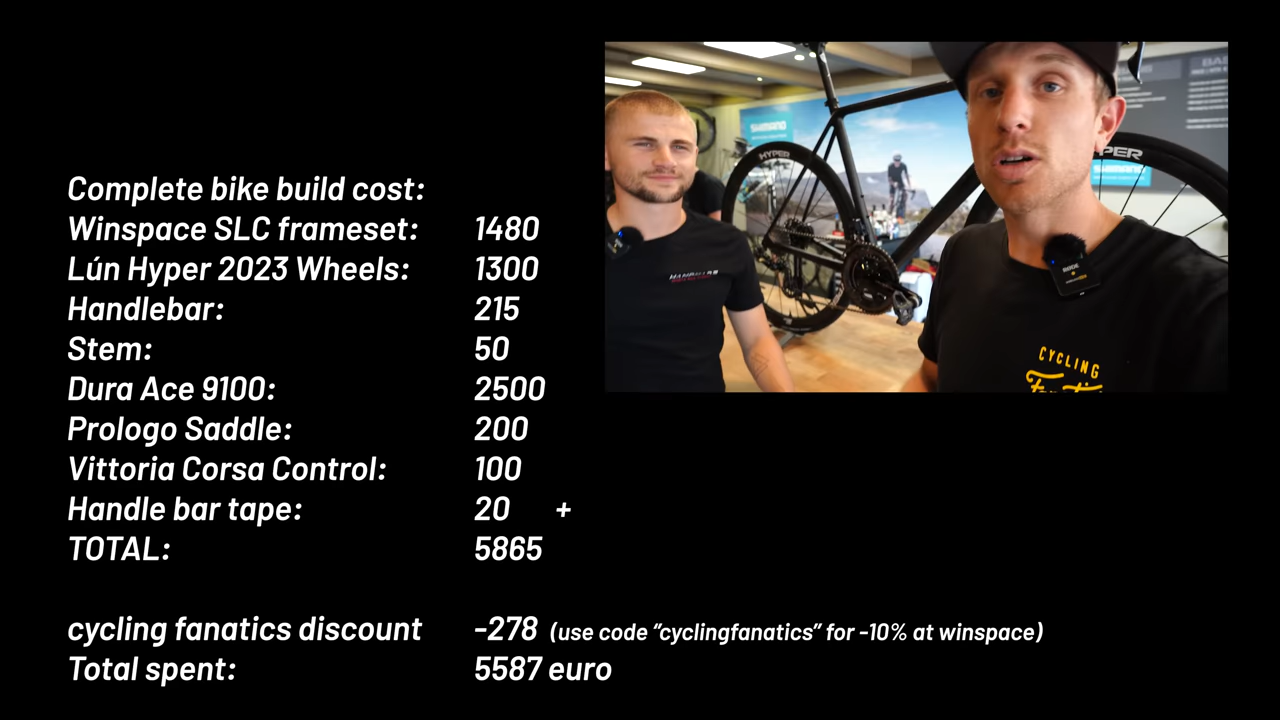 Complete bike build cost:
Winspace SLC frameset: 1480
Lún Hyper 2023 Wheels: 1300
Handlebar: 215
Stem: 50
Dura Ace 9100: 2500
Prologo Saddle: 200
Vittoria Corsa Control: 100
Handle bar tape: 20 +
TOTAL: 5865
cycling fanatics discount -278 (use code "cyclingfanatics" for -10% at winspace)
Total spent: 5587 euro
SHIMANO
HYPER
SHIMANO
RØDE
CYCLING